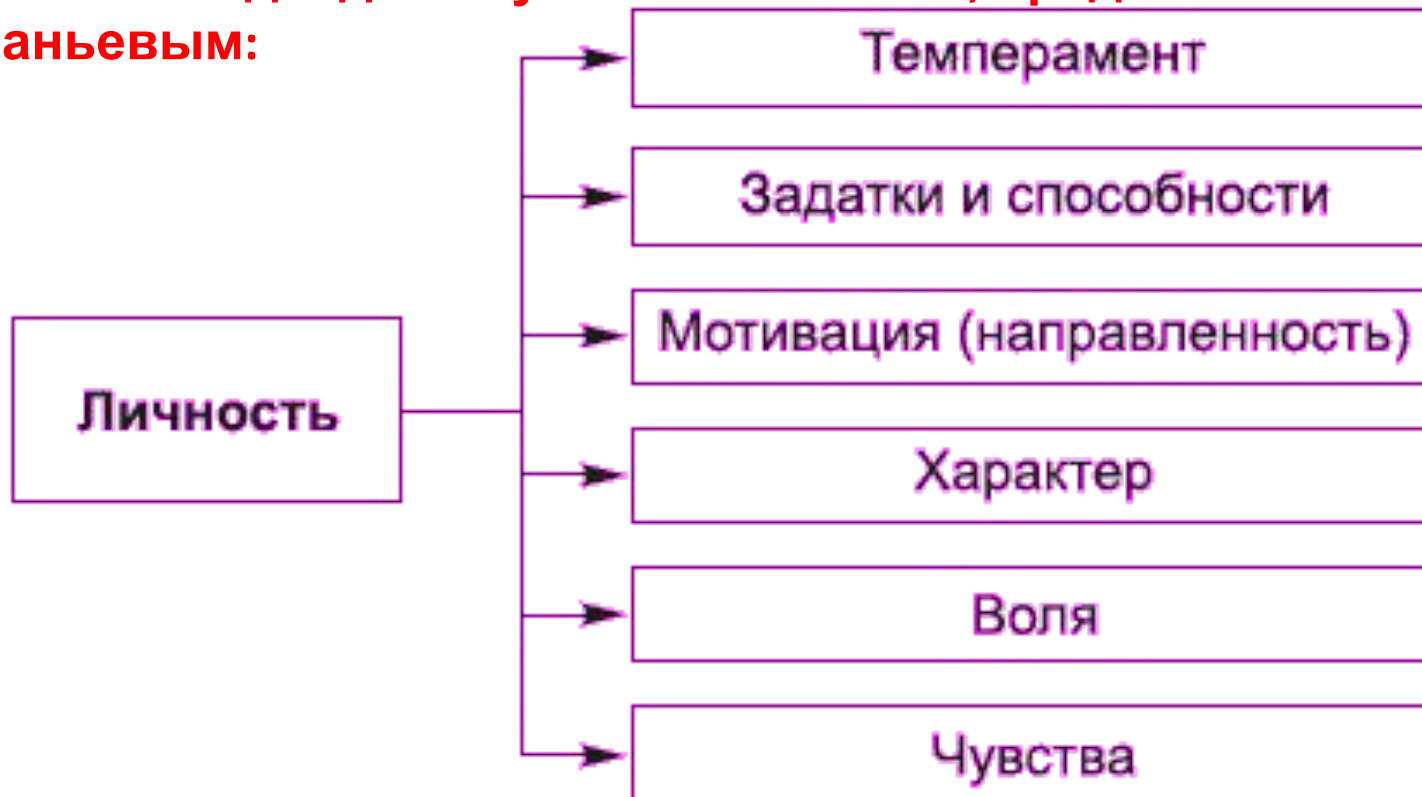 аньевым:
Темперамент
Задатки и способности
Мотивация (направленность)
Личность
Характер
Воля
Чувства